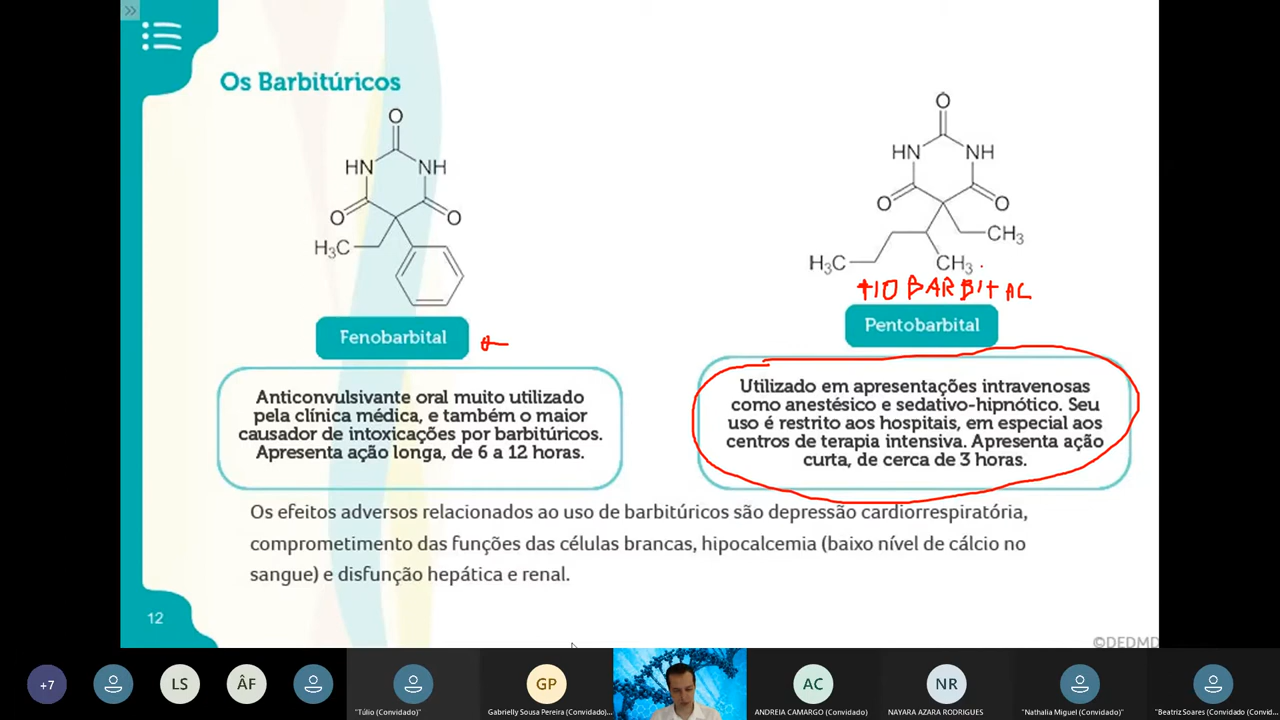 >>
Os Barbitúricos
O
HN
NH
O
O
H₃C
O
HN
NH
O
O
CH₃
H₃C
CH₃
TIOBARBITAL
Fenobarbital
Pentobarbital
Anticonvulsivante oral muito utilizado
pela clínica médica, e também o maior
causador de intoxicações por barbitúricos.
Apresenta ação longa, de 6 a 12 horas.
Utilizado em apresentações intravenosas
como anestésico e sedativo-hipnótico. Seu
uso é restrito aos hospitais, em especial aos
centros de terapia intensiva. Apresenta ação
curta, de cerca de 3 horas.
Os efeitos adversos relacionados ao uso de barbitúricos são depressão cardiorrespiratória,
comprometimento das funções das células brancas, hipocalcemia (baixo nível de cálcio no
sangue) e disfunção hepática e renal.
12
©DEDMD
+7
LS
ÂF
"Túlio (Convidado)"
GP
Gabrielly Sousa Pereira (Convidado)...
AC
ANDREIA CAMARGO (Convidado)
NR
NAYARA AZARA RODRIGUES
"Nathalia Miguel (Convidado)"
"Beatriz Soares (Convidado) (Convid...